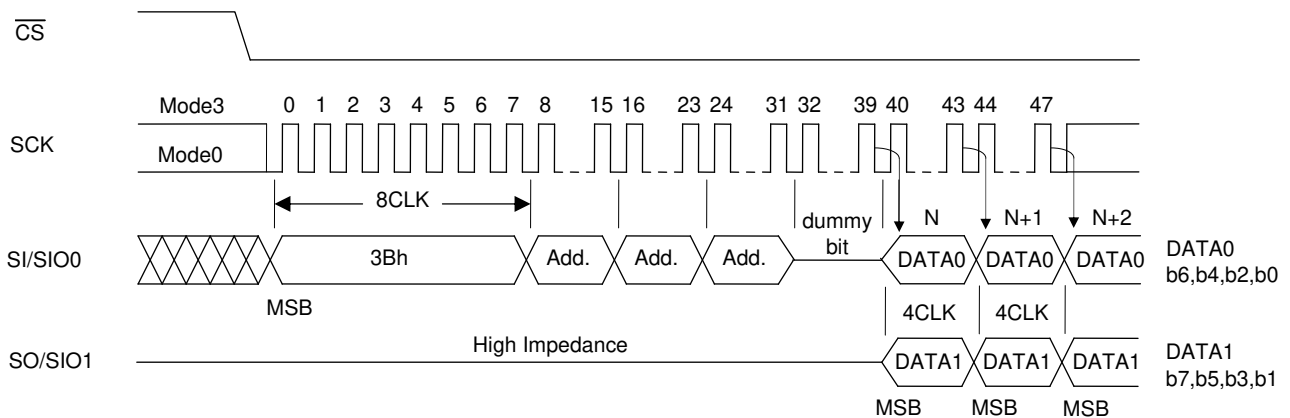 CS
Mode3 0 1 2 3 4 5 6 7 8 15 16 23 24 31 32 39 40 43 44 47
SCK
Mode0
8CLK
dummy
bit
N N+1 N+2
SI/SIO0 3Bh Add. Add. Add. DATA0 DATA0 DATA0
DATA0
b6,b4,b2,b0
MSB 4CLK 4CLK
SO/SIO1 High Impedance DATA1 DATA1 DATA1
DATA1
b7,b5,b3,b1
MSB MSB MSB